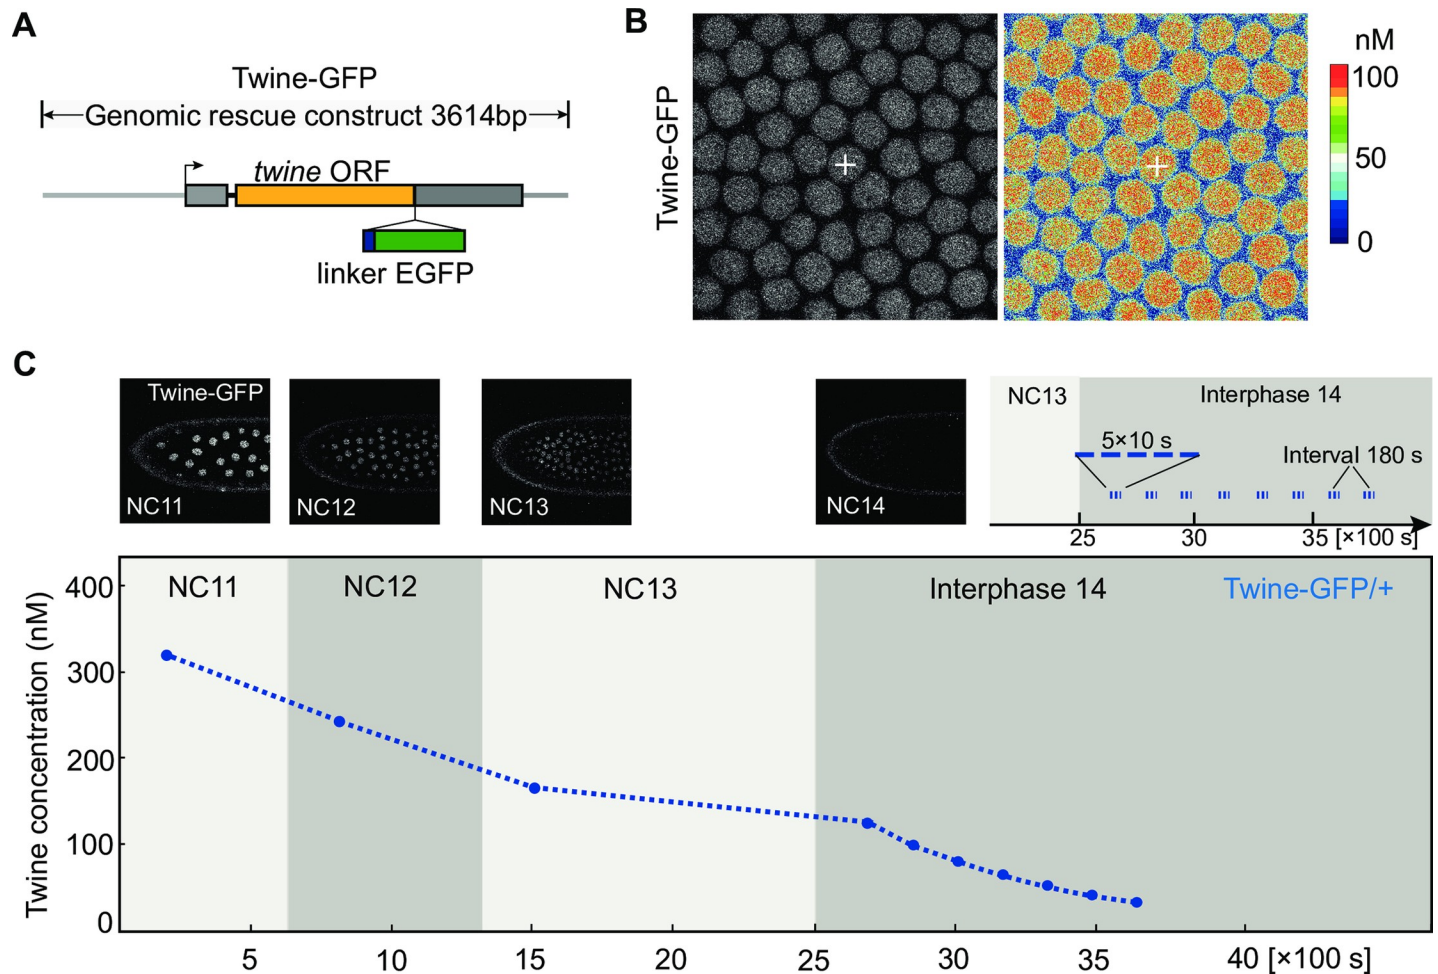 A
Twine-GFP
Genomic rescue construct 3614bp
twine ORF
linker EGFP
B
Twine-GFP
nM
100
50
0
C
Twine-GFP
NC11
NC12
NC13
NC14
NC13 Interphase 14
5×10 s
Interval 180 s
25 30 35 [×100 s]
NC11 NC12 NC13 Interphase 14 Twine-GFP/+
Twine concentration (nM)
400
300
200
100
0
5 10 15 20 25 30 35 40 [×100 s]